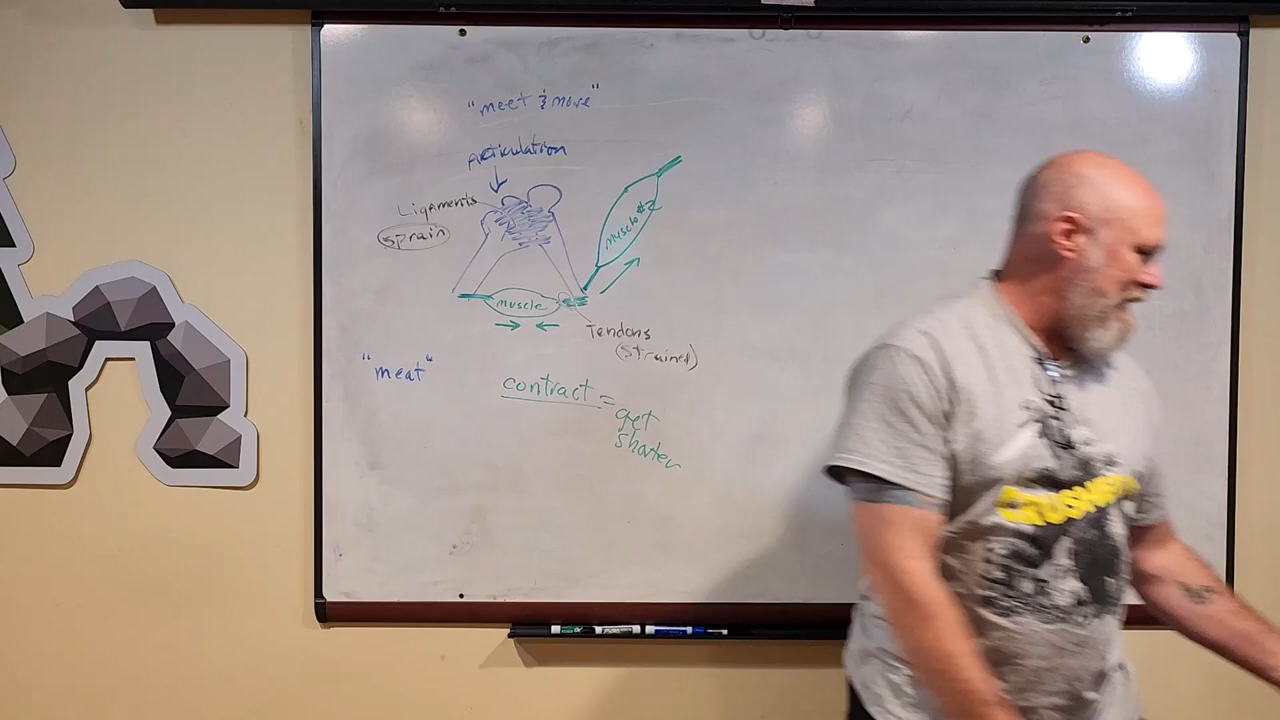 "meet & move"
articulation
Ligaments
sprain
muscle #2
muscle
Tendons
(strained)
"meat"
contract =
get
shorter